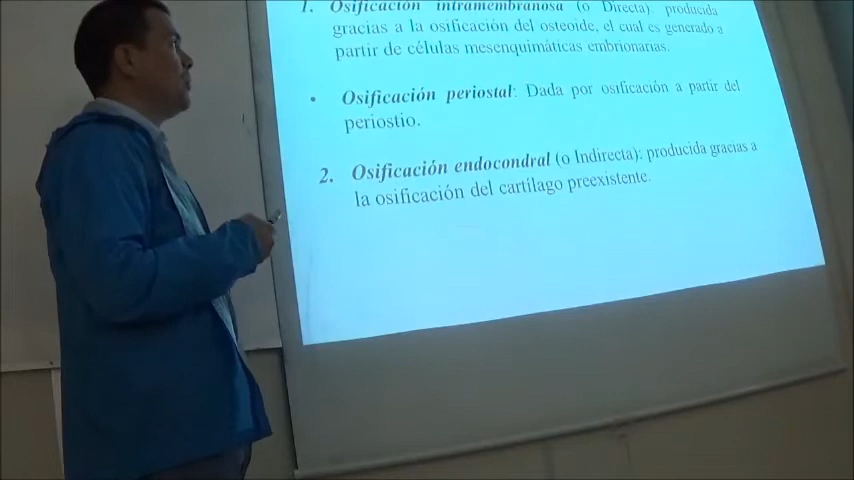 1. Osificación intramembranosa (o Directa): producida
gracias a la osificación del osteoide, el cual es generado a
partir de células mesenquimáticas embrionarias.
• Osificación periostal: Dada por osificación a partir del
periostio.
2. Osificación endocondral (o Indirecta): producida gracias a
la osificación del cartílago preexistente.